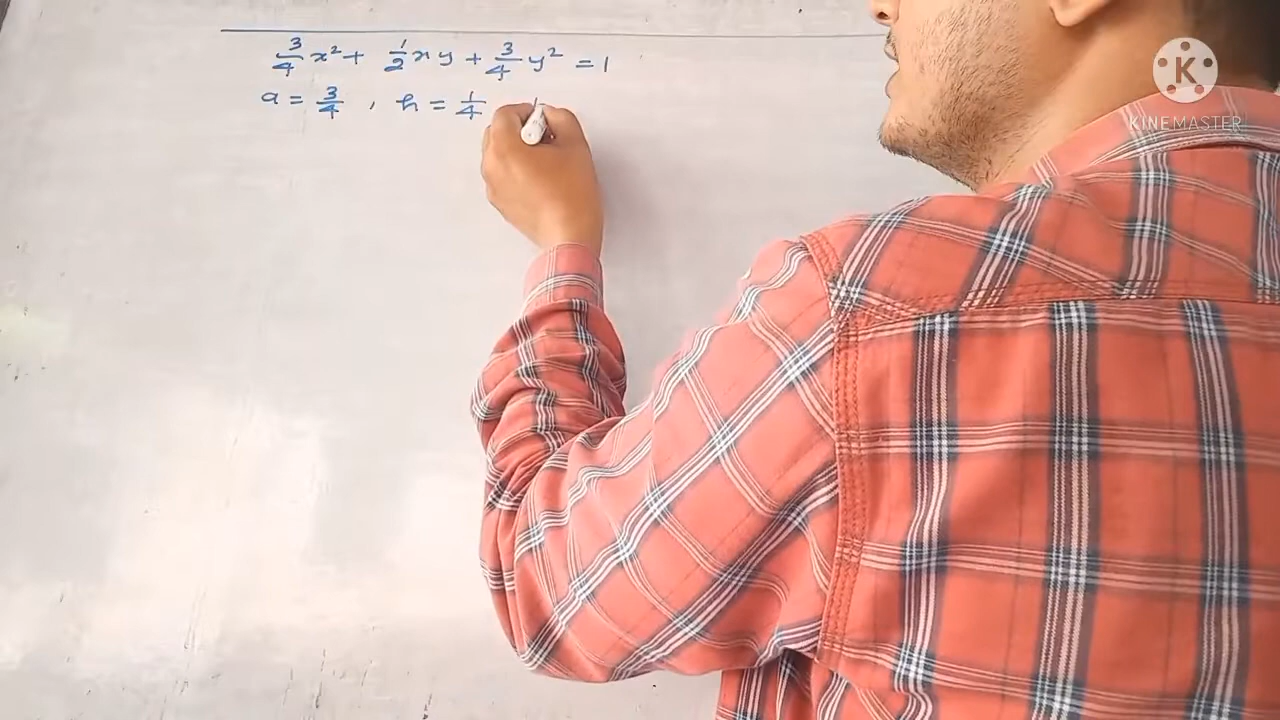 3/4 x² + 1/2 xy + 3/4 y² = 1
a = 3/4 , h = 1/4
K
KINEMASTER